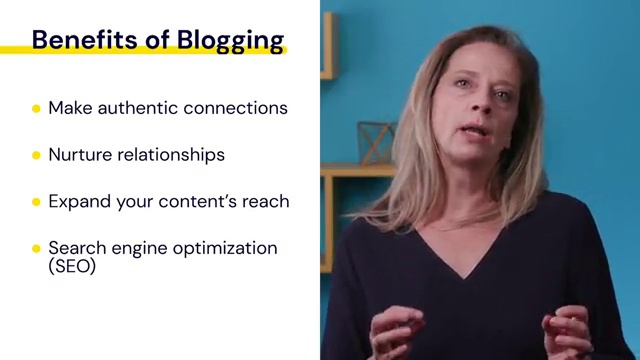 Benefits of Blogging
Make authentic connections
Nurture relationships
Expand your content's reach
Search engine optimization
(SEO)